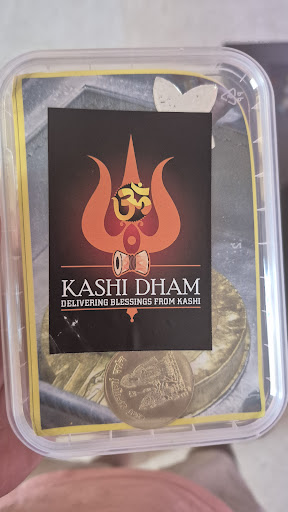 ॐ
KASHI DHAM
DELIVERING BLESSINGS FROM KASHI